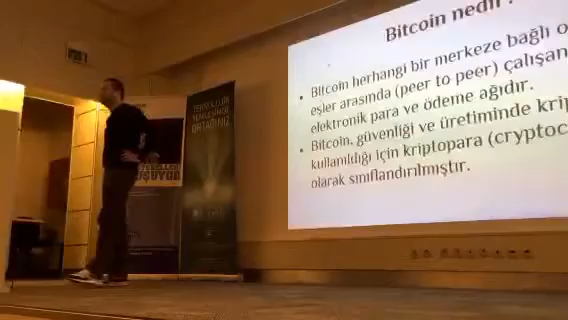 Bitcoin nedir?
Bitcoin herhangi bir merkeze bağlı o
eşler arasında (peer to peer) çalışan
elektronik para ve ödeme ağıdır.
Bitcoin, güvenliği ve üretiminde krip
kullanıldığı için kriptopara (cryptoc
olarak sınıflandırılmıştır.
ORTAĞINIZ